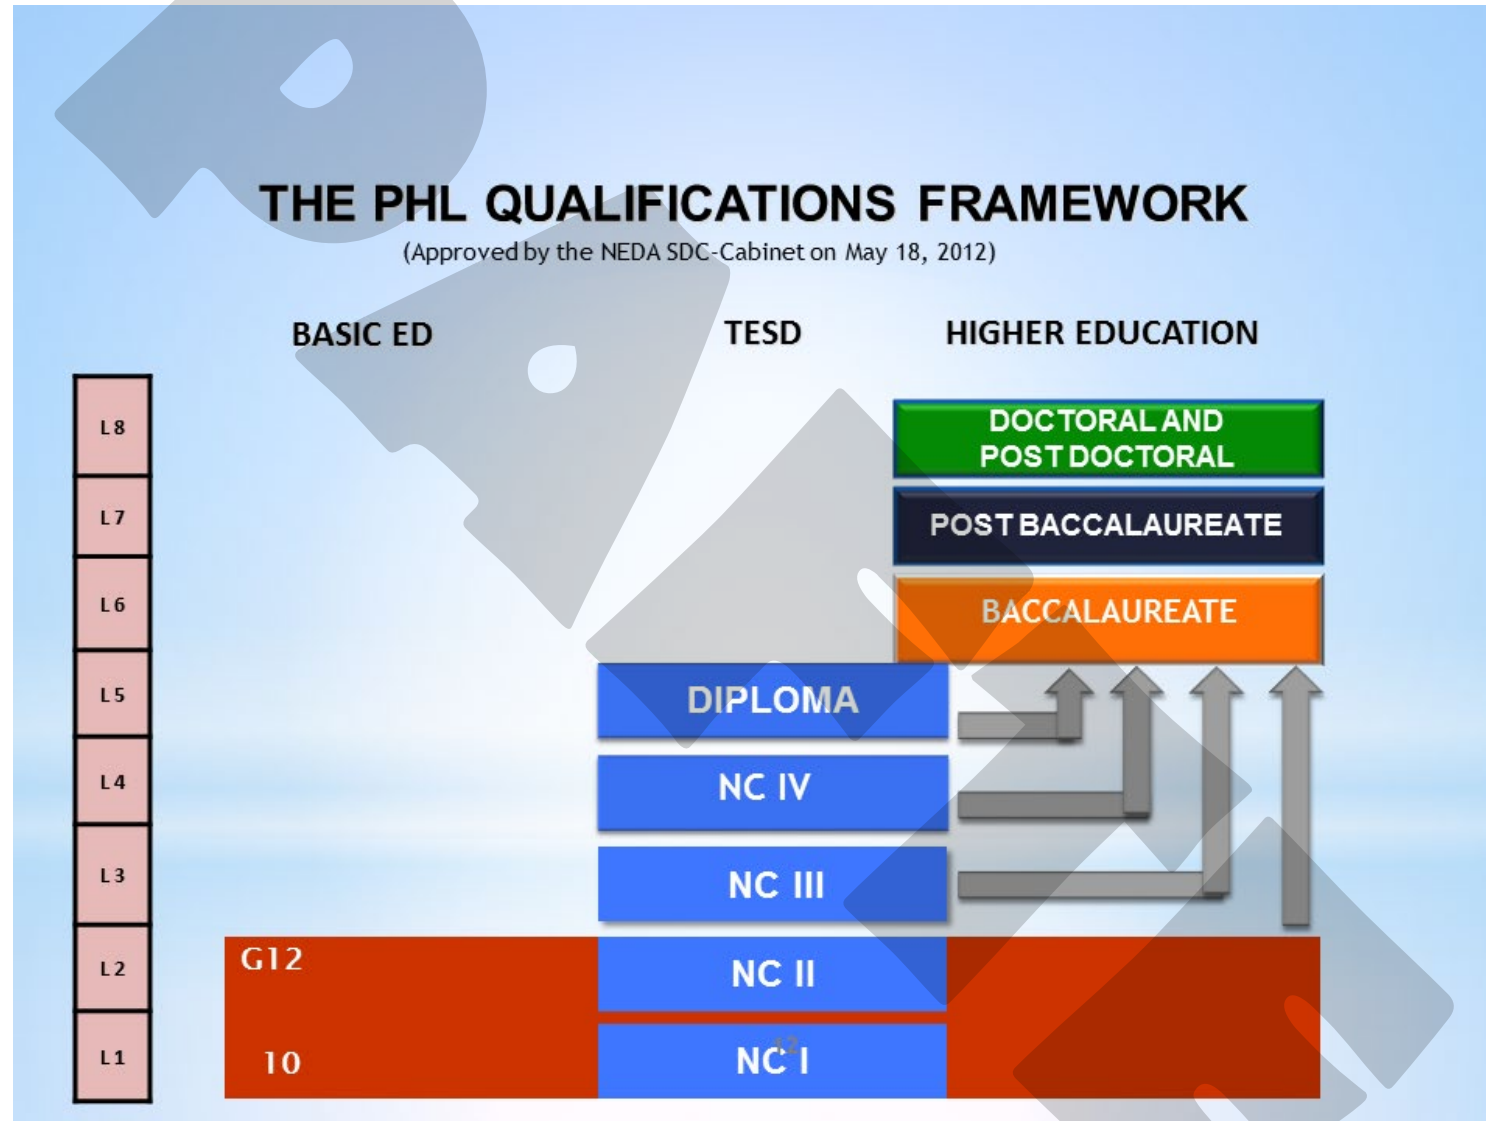 THE PHL QUALIFICATIONS FRAMEWORK
(Approved by the NEDA SDC-Cabinet on May 18, 2012)
BASIC ED TESD HIGHER EDUCATION
L8
DOCTORAL AND
POST DOCTORAL
L7
POST BACCALAUREATE
L6
BACCALAUREATE
L5
DIPLOMA
L4
NC IV
L3
NC III
G12
L2
NC II
12
L1
10
NC I